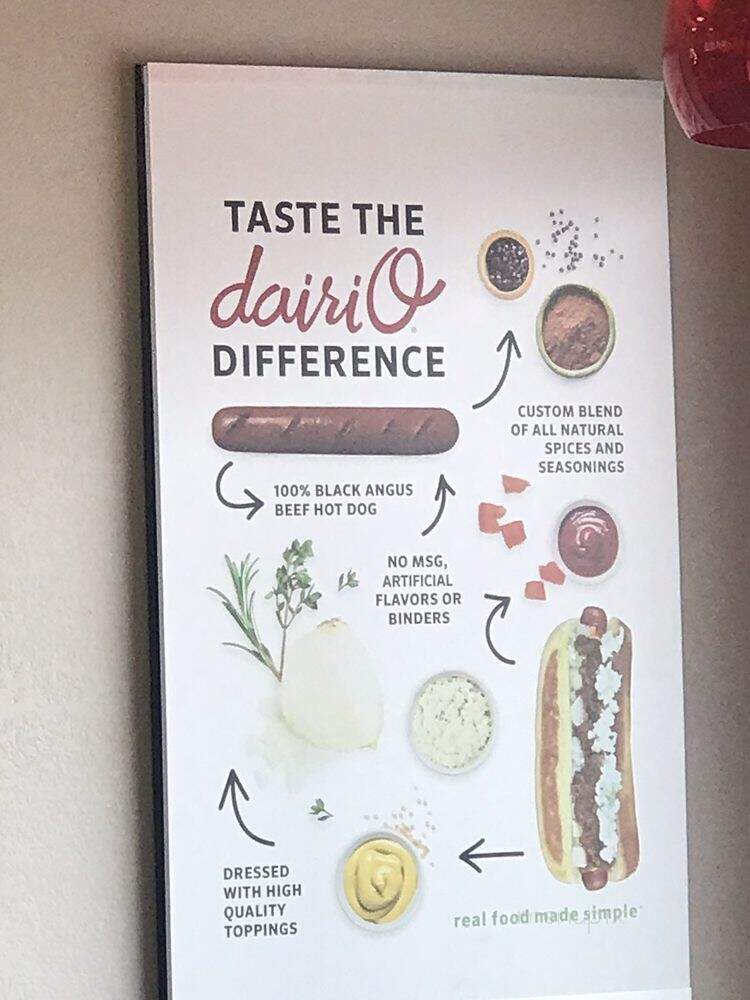 TASTE THE
dairiO
DIFFERENCE
CUSTOM BLEND
OF ALL NATURAL
SPICES AND
SEASONINGS
100% BLACK ANGUS
BEEF HOT DOG
NO MSG,
ARTIFICIAL
FLAVORS OR
BINDERS
DRESSED
WITH HIGH
QUALITY
TOPPINGS
real food made simple